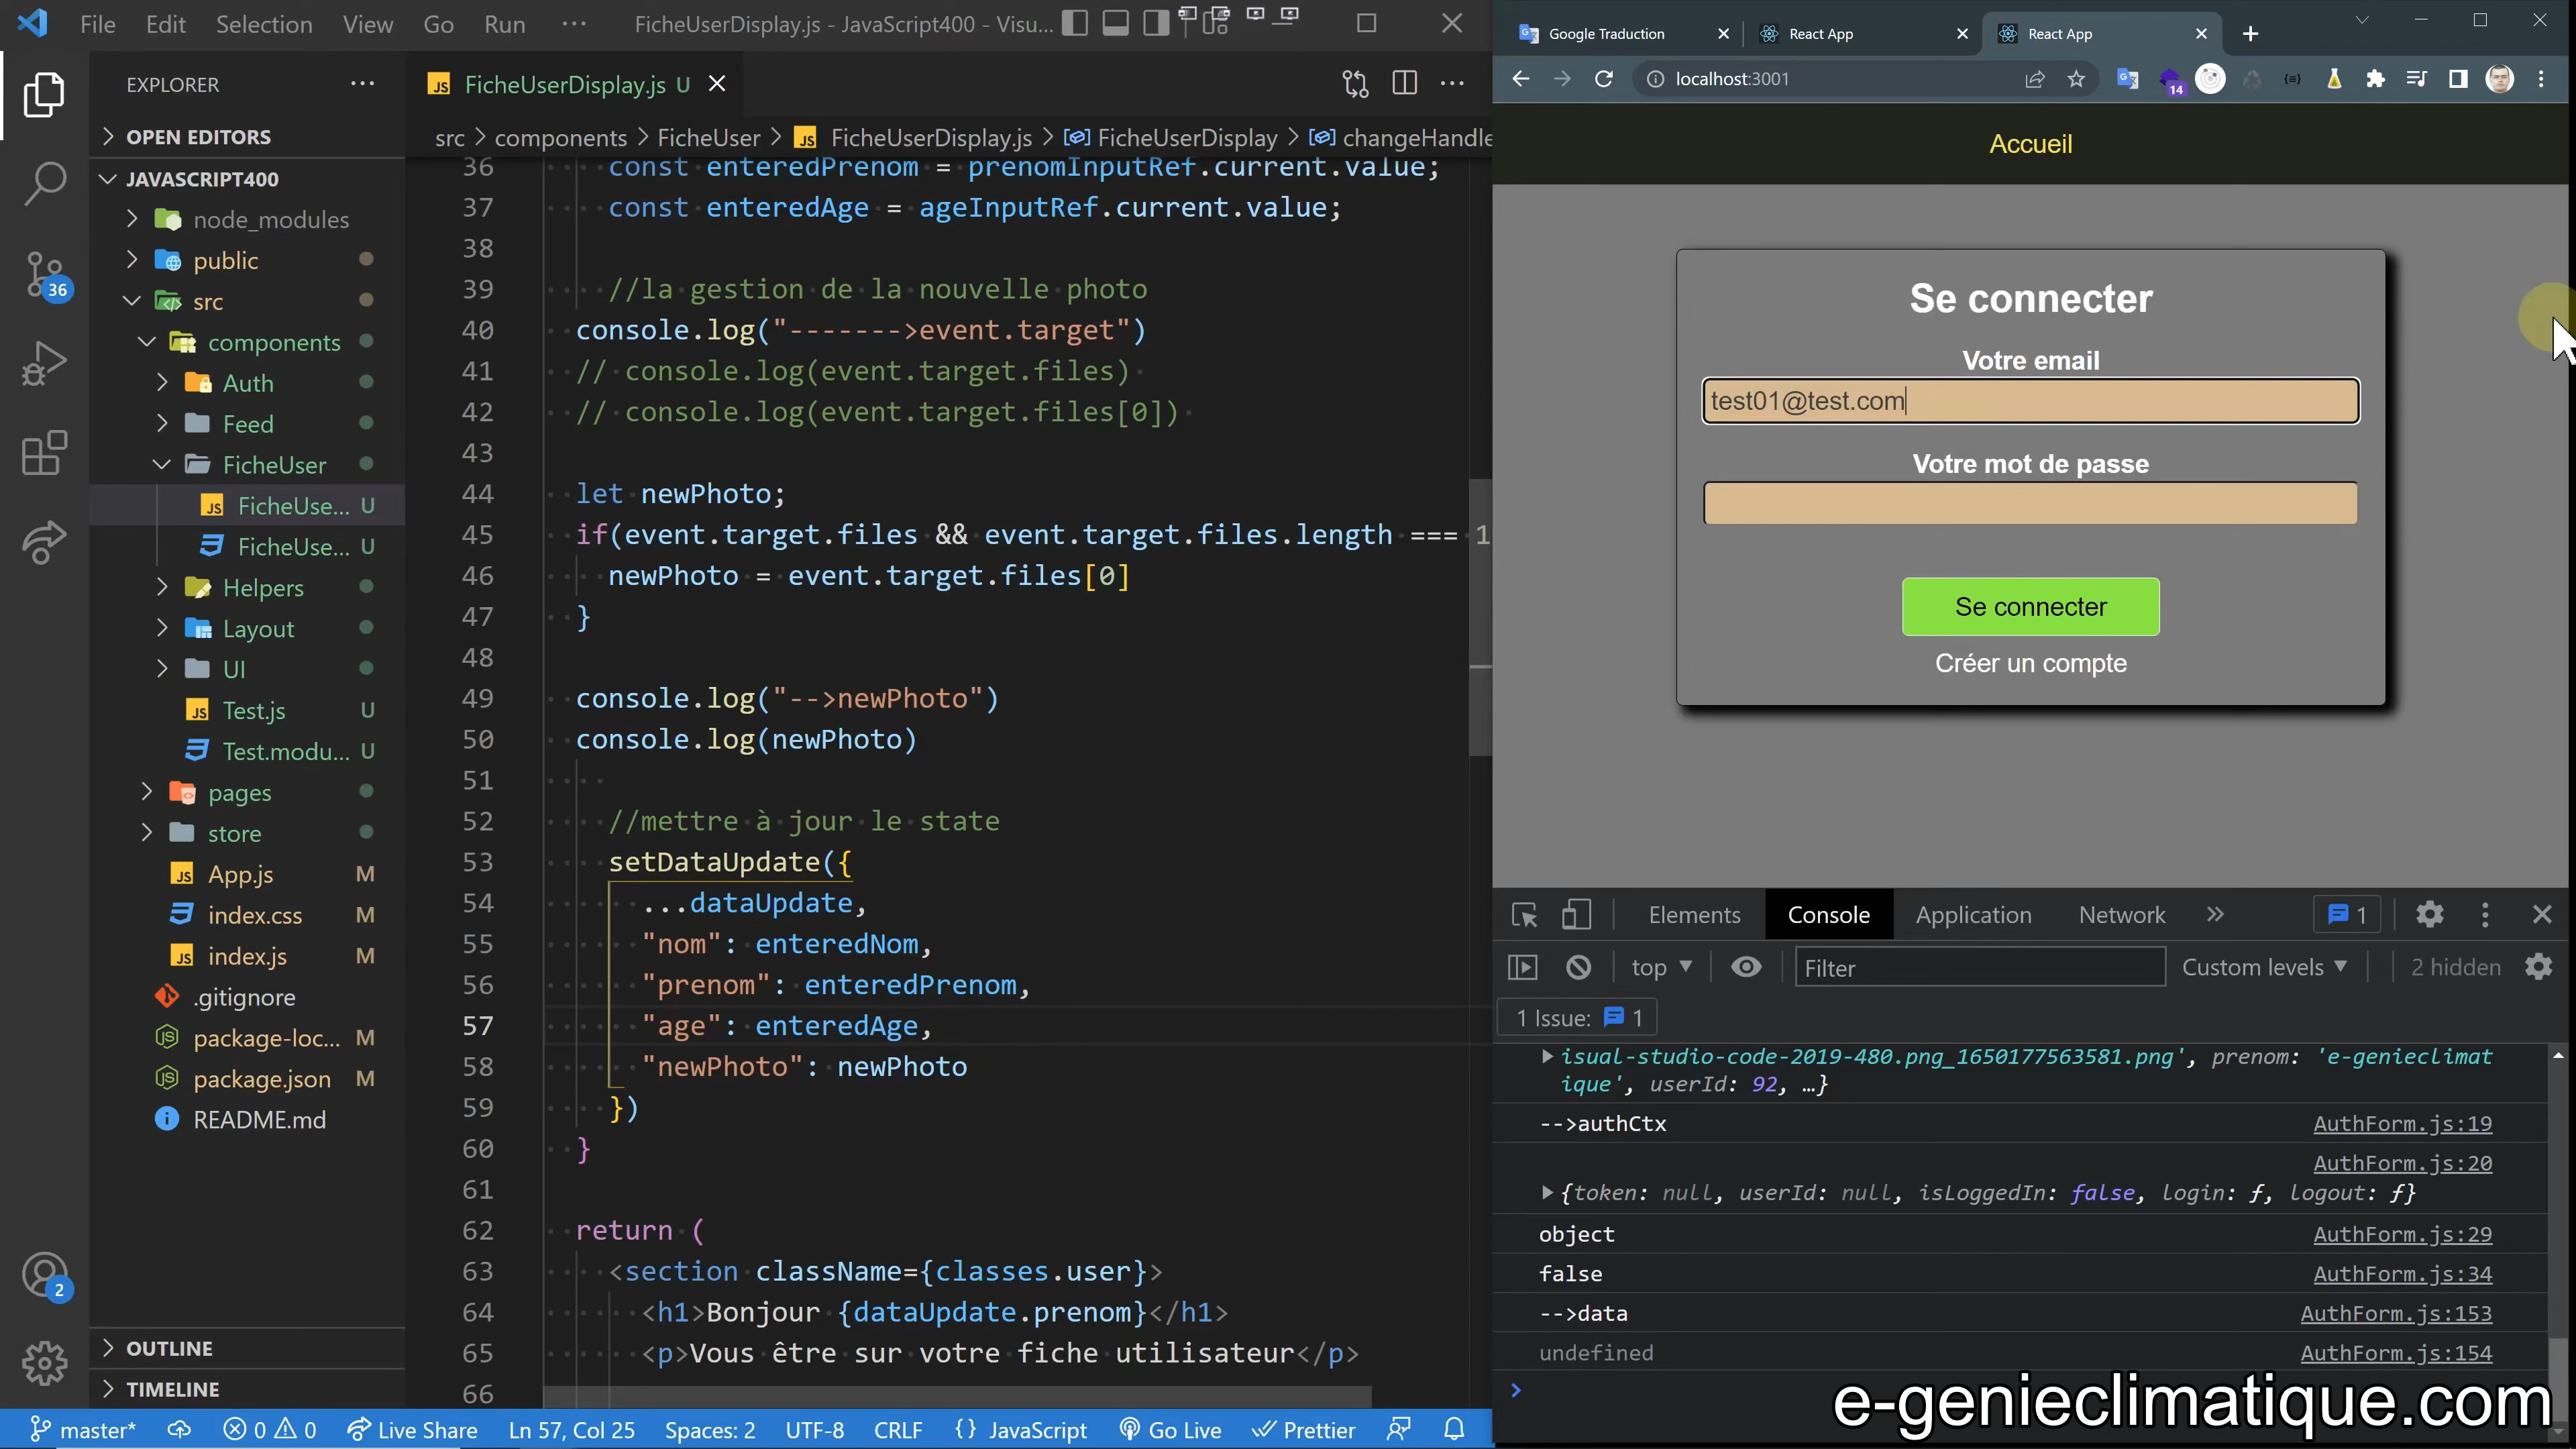 File Edit Selection View Go Run ··· FicheUserDisplay.js - JavaScript400 - Visu...
EXPLORER ···
OPEN EDITORS
JAVASCRIPT400
node_modules
public
src
components
Auth
Feed
FicheUser
FicheUse... U
FicheUse... U
Helpers
Layout
UI
Test.js U
Test.modu... U
pages
store
App.js M
index.css M
index.js M
.gitignore
package-loc... M
package.json M
README.md
OUTLINE
TIMELINE
36
2
FicheUserDisplay.js U
src > components > FicheUser > FicheUserDisplay.js > FicheUserDisplay > changeHandle
36 const enteredPrenom = prenomInputRef.current.value;
37 const enteredAge = ageInputRef.current.value;
38
39 //la gestion de la nouvelle photo
40 console.log("------->event.target")
41 // console.log(event.target.files)
42 // console.log(event.target.files[0])
43
44 let newPhoto;
45 if(event.target.files && event.target.files.length === 1
46 newPhoto = event.target.files[0]
47 }
48
49 console.log("-->newPhoto")
50 console.log(newPhoto)
51
52 //mettre à jour le state
53 setDataUpdate({
54 ...dataUpdate,
55 "nom": enteredNom,
56 "prenom": enteredPrenom,
57 "age": enteredAge,
58 "newPhoto": newPhoto
59 })
60 }
61
62 return (
63 <section className={classes.user}>
64 <h1>Bonjour {dataUpdate.prenom}</h1>
65 <p>Vous être sur votre fiche utilisateur</p>
66
master* 0 0 Live Share Ln 57, Col 25 Spaces: 2 UTF-8 CRLF {} JavaScript Go Live Prettier
Google Traduction React App React App
localhost:3001
14
Accueil
Se connecter
Votre email
test01@test.com
Votre mot de passe
Se connecter
Créer un compte
Elements Console Application Network » 1
top Filter Custom levels 2 hidden
1 Issue: 1
isual-studio-code-2019-480.png_1650177563581.png', prenom: 'e-genieclimat
ique', userId: 92, …}
-->authCtx AuthForm.js:19
AuthForm.js:20
{token: null, userId: null, isLoggedIn: false, login: ƒ, logout: ƒ}
object AuthForm.js:29
false AuthForm.js:34
-->data AuthForm.js:153
undefined AuthForm.js:154
e-genieclimatique.com